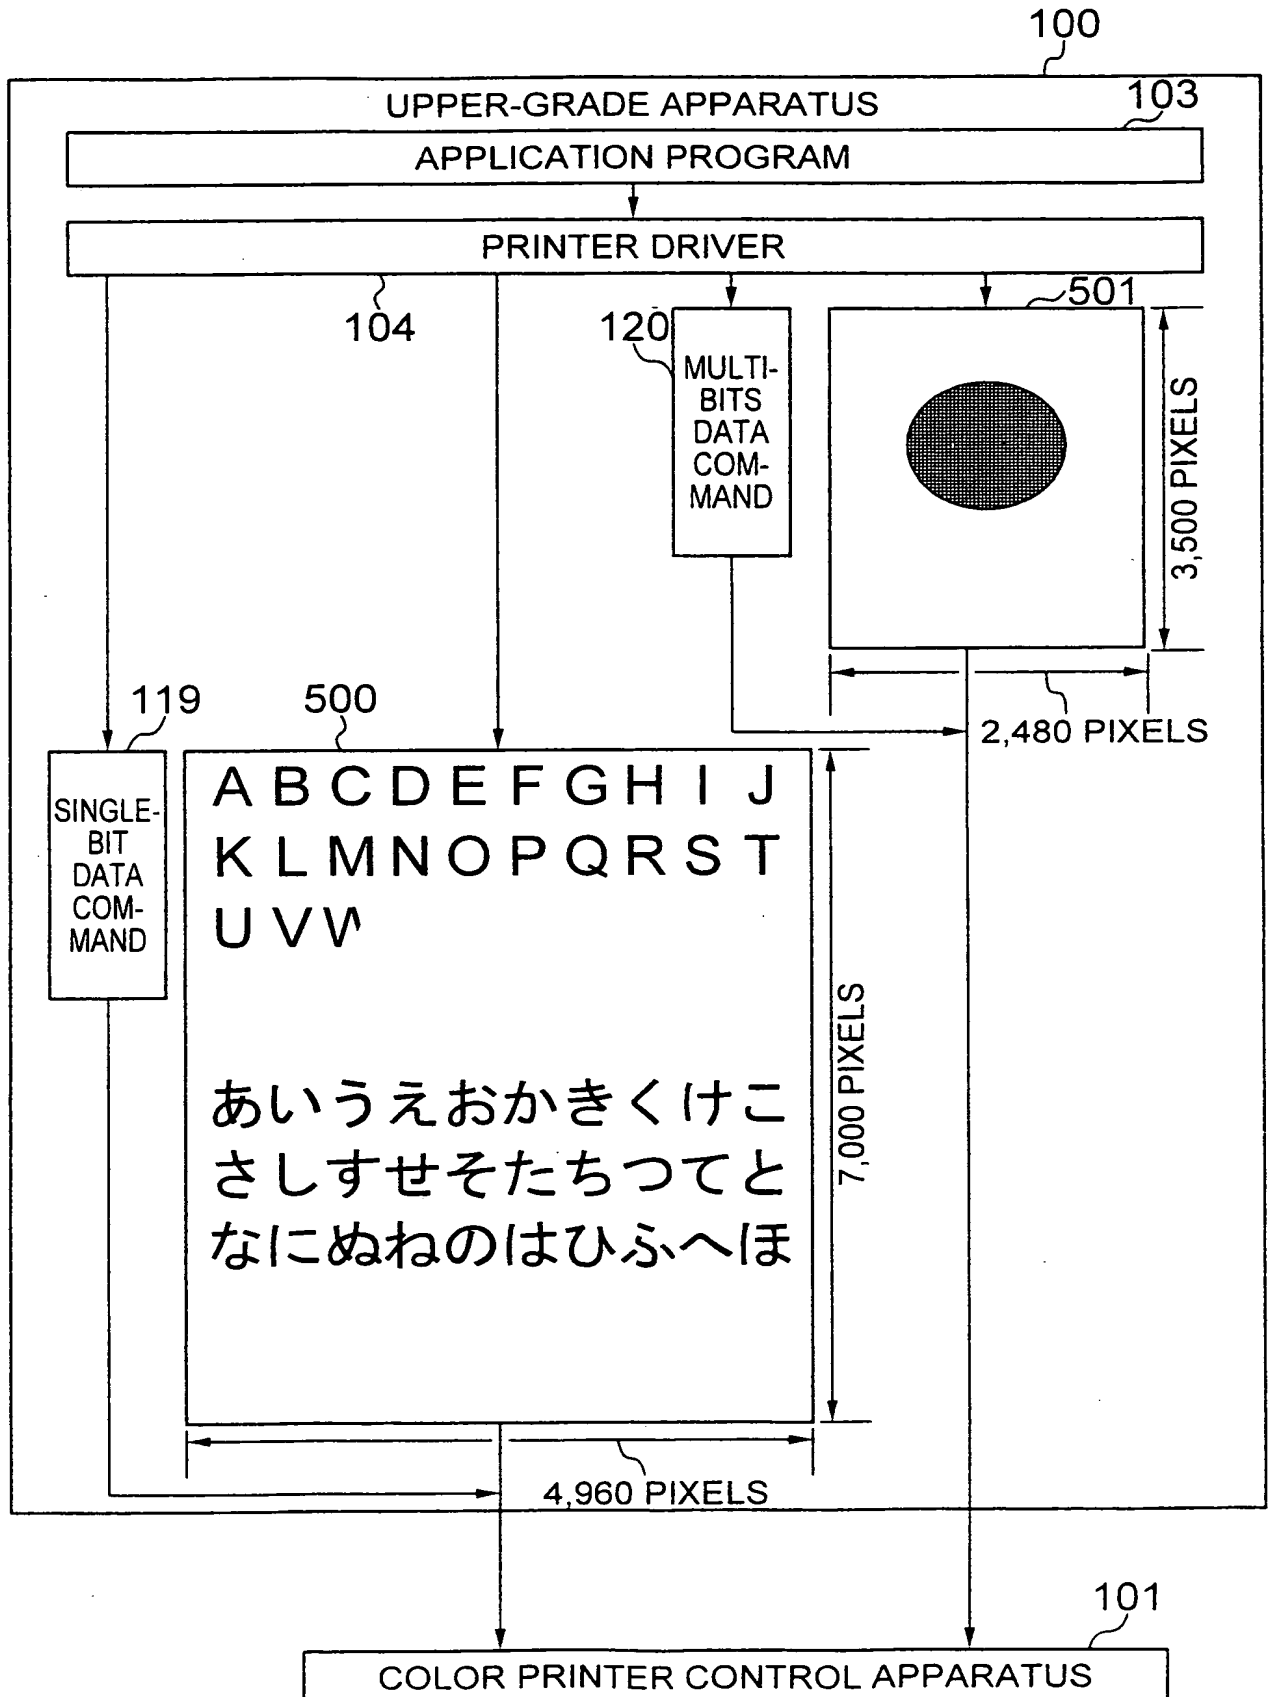 100
UPPER-GRADE APPARATUS
103
APPLICATION PROGRAM
PRINTER DRIVER
104
120
MULTI-
BITS
DATA
COM-
MAND
501
3,500 PIXELS
2,480 PIXELS
119
SINGLE-
BIT
DATA
COM-
MAND
500
A B C D E F G H I J
K L M N O P Q R S T
U V W
あいうえおかきくけこ
さしすせそたちつてと
なにぬねのはひふへほ
7,000 PIXELS
4,960 PIXELS
101
COLOR PRINTER CONTROL APPARATUS